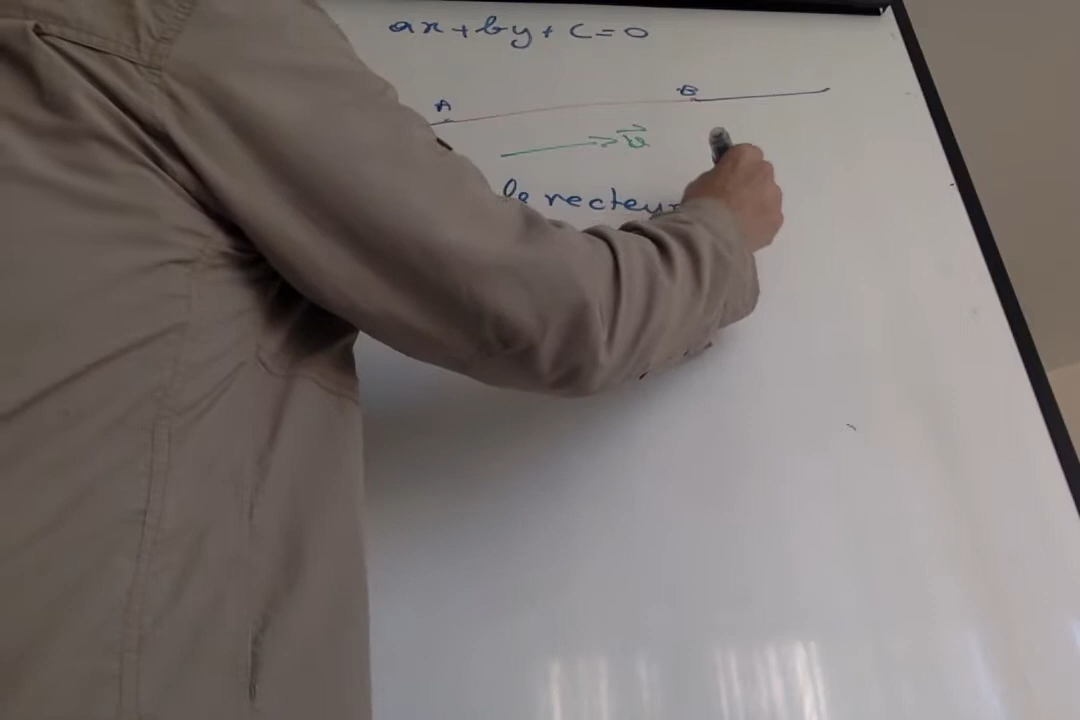 ax + by + c = 0
A B
u⃗
le vecteur